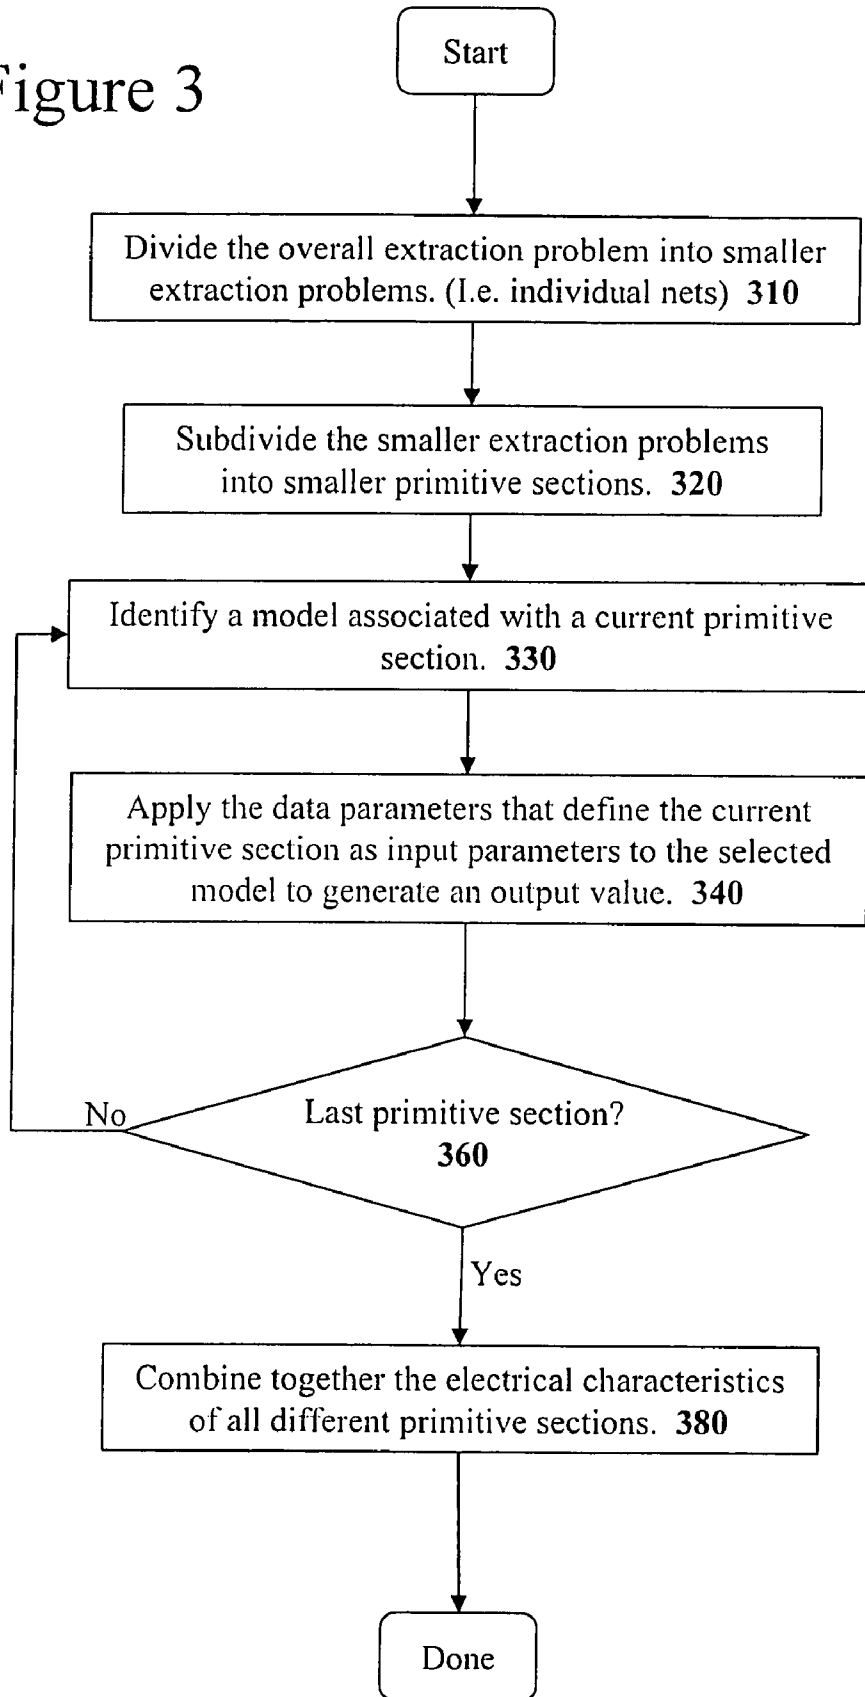 Start
Figure 3
Divide the overall extraction problem into smaller
extraction problems. (I.e. individual nets) 310
Subdivide the smaller extraction problems
into smaller primitive sections. 320
Identify a model associated with a current primitive
section. 330
Apply the data parameters that define the current
primitive section as input parameters to the selected
model to generate an output value. 340
No
Last primitive section?
360
Yes
Combine together the electrical characteristics
of all different primitive sections. 380
Done